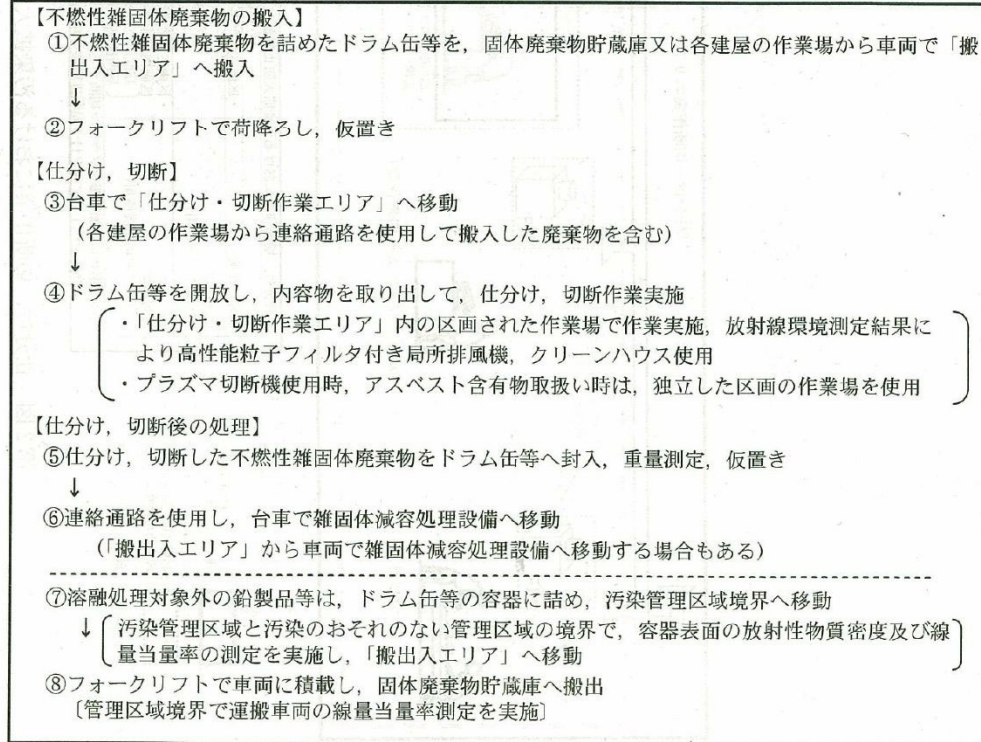 【不燃性雑固体廃棄物の搬入】
①不燃性雑固体廃棄物を詰めたドラム缶等を，固体廃棄物貯蔵庫又は各建屋の作業場から車両で「搬
出入エリア」へ搬入
↓
②フォークリフトで荷降ろし，仮置き
【仕分け，切断】
③台車で「仕分け・切断作業エリア」へ移動
（各建屋の作業場から連絡通路を使用して搬入した廃棄物を含む）
↓
④ドラム缶等を開放し，内容物を取り出して，仕分け，切断作業実施
・「仕分け・切断作業エリア」内の区画された作業場で作業実施，放射線環境測定結果に
より高性能粒子フィルタ付き局所排風機，クリーンハウス使用
・プラズマ切断機使用時，アスベスト含有物取扱い時は，独立した区画の作業場を使用
【仕分け，切断後の処理】
⑤仕分け，切断した不燃性雑固体廃棄物をドラム缶等へ封入，重量測定，仮置き
↓
⑥連絡通路を使用し，台車で雑固体減容処理設備へ移動
（「搬出入エリア」から車両で雑固体減容処理設備へ移動する場合もある）
⑦溶融処理対象外の鉛製品等は，ドラム缶等の容器に詰め，汚染管理区域境界へ移動
↓〔汚染管理区域と汚染のおそれのない管理区域の境界で，容器表面の放射性物質密度及び線
量当量率の測定を実施し，「搬出入エリア」へ移動〕
⑧フォークリフトで車両に積載し，固体廃棄物貯蔵庫へ搬出
〔管理区域境界で運搬車両の線量当量率測定を実施〕